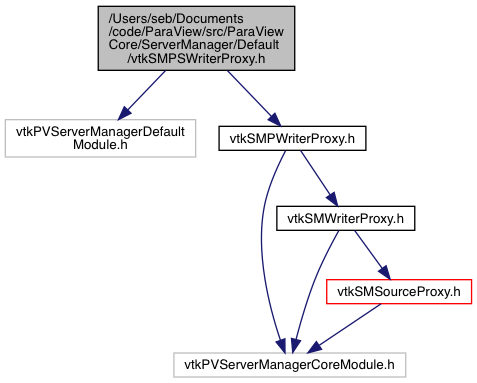 /Users/seb/Documents
/code/ParaView/src/ParaView
Core/ServerManager/Default
/vtkSMPSWriterProxy.h
vtkPVServerManagerDefault
Module.h
vtkSMPWriterProxy.h
vtkSMWriterProxy.h
vtkSMSourceProxy.h
vtkPVServerManagerCoreModule.h